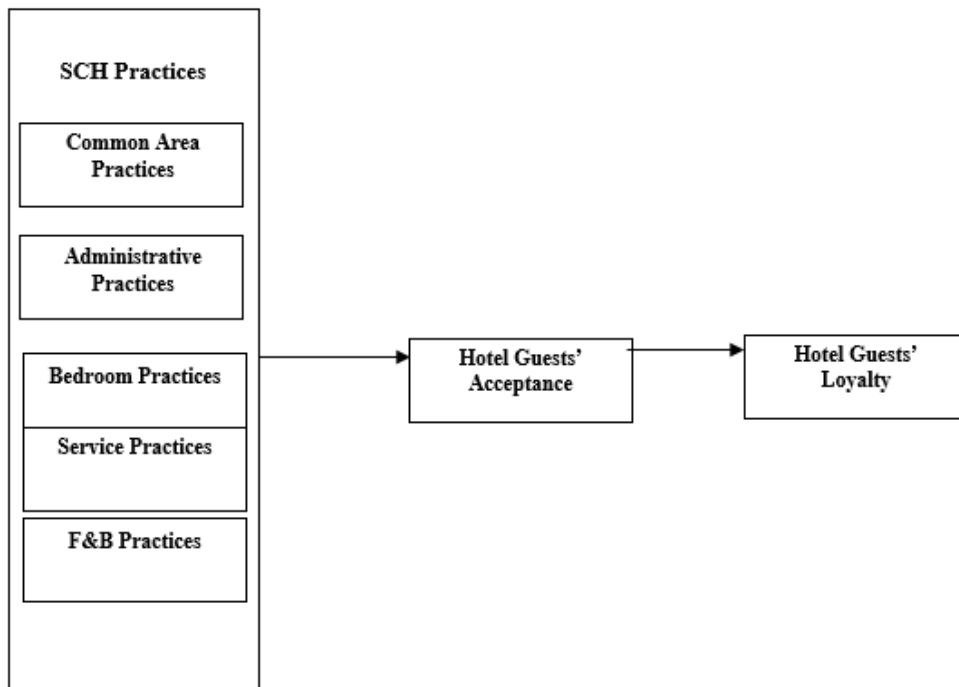 SCH Practices
Common Area
Practices
Administrative
Practices
Bedroom Practices
Service Practices
F&B Practices
Hotel Guests’
Acceptance
Hotel Guests’
Loyalty